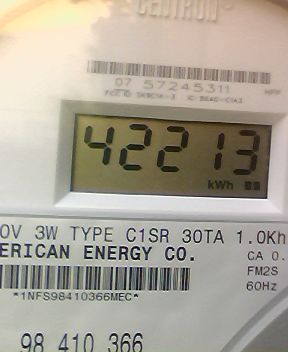 CENTRON
07 57245311
42213
kWh
0V 3W TYPE C1SR 30TA 1.0Kh
ERICAN ENERGY CO.
CA 0.
FM2S
60Hz
*1NFS98410366MEC*
98 410 366